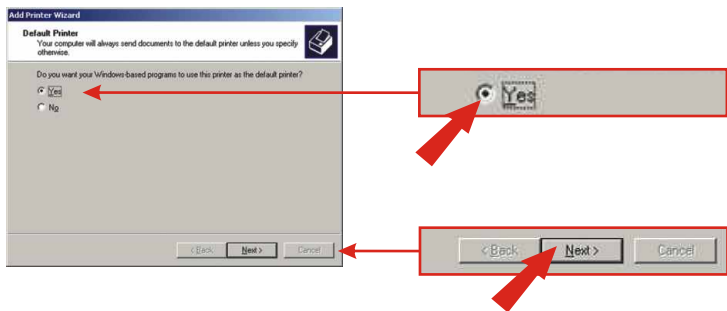 Add Printer Wizard
Default Printer
Your computer will always send documents to the default printer unless you specify
otherwise.
Do you want your Windows-based programs to use this printer as the default printer?
Yes
No
< Back Next > Cancel
Yes
< Back Next > Cancel